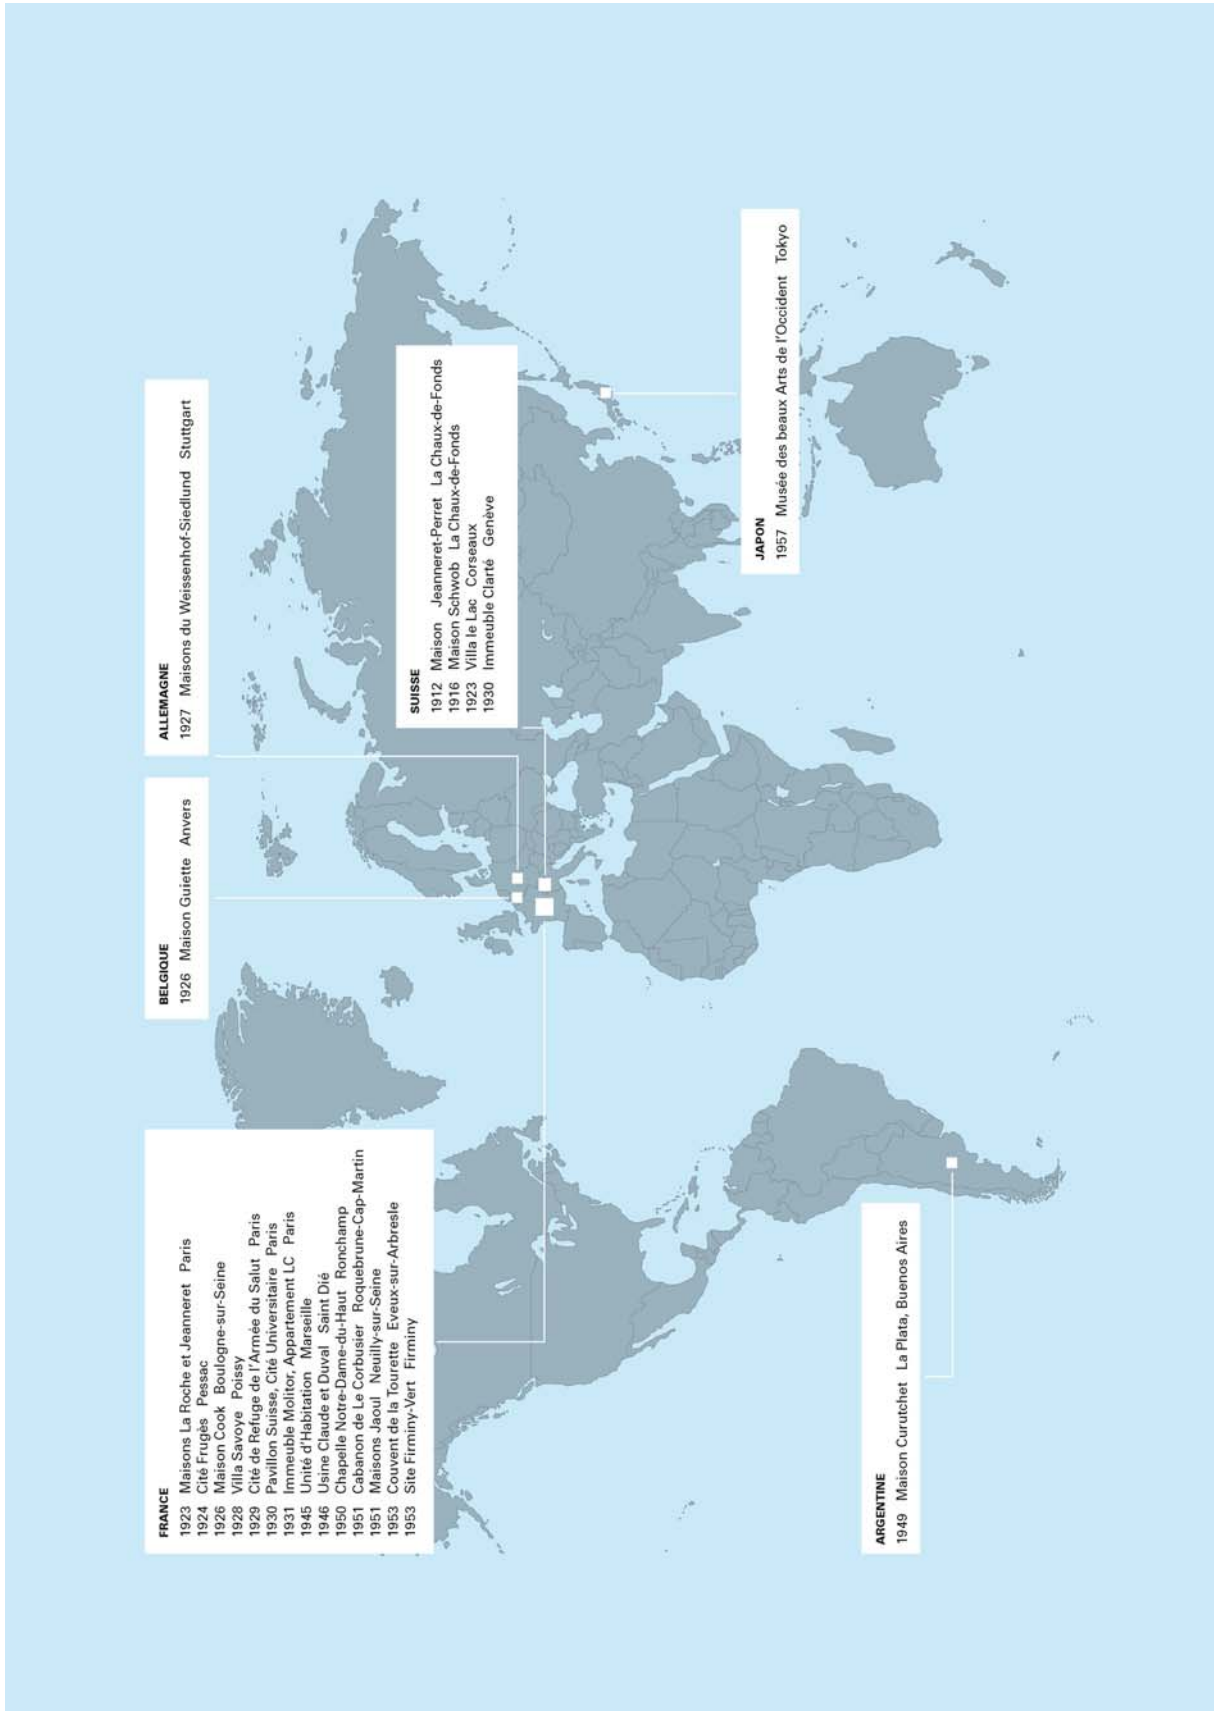 FRANCE
1923 Maisons La Roche et Jeanneret Paris
1924 Cité Frugès Pessac
1926 Maison Cook Boulogne-sur-Seine
1928 Villa Savoye Poissy
1929 Cité de Refuge de l'Armée du Salut Paris
1930 Pavillon Suisse, Cité Universitaire Paris
1931 Immeuble Molitor, Appartement LC Paris
1945 Unité d'Habitation Marseille
1946 Usine Claude et Duval Saint Dié
1950 Chapelle Notre-Dame-du-Haut Ronchamp
1951 Cabanon de Le Corbusier Roquebrune-Cap-Martin
1951 Maisons Jaoul Neuilly-sur-Seine
1953 Couvent de la Tourette Eveux-sur-Arbresle
1953 Site Firminy-Vert Firminy
BELGIQUE
1926 Maison Guiette Anvers
ALLEMAGNE
1927 Maisons du Weissenhof-Siedlund Stuttgart
SUISSE
1912 Maison Jeanneret-Perret La Chaux-de-Fonds
1916 Maison Schwob La Chaux-de-Fonds
1923 Villa le Lac Corseaux
1930 Immeuble Clarté Genève
JAPON
1957 Musée des beaux Arts de l'Occident Tokyo
ARGENTINE
1949 Maison Curutchet La Plata, Buenos Aires